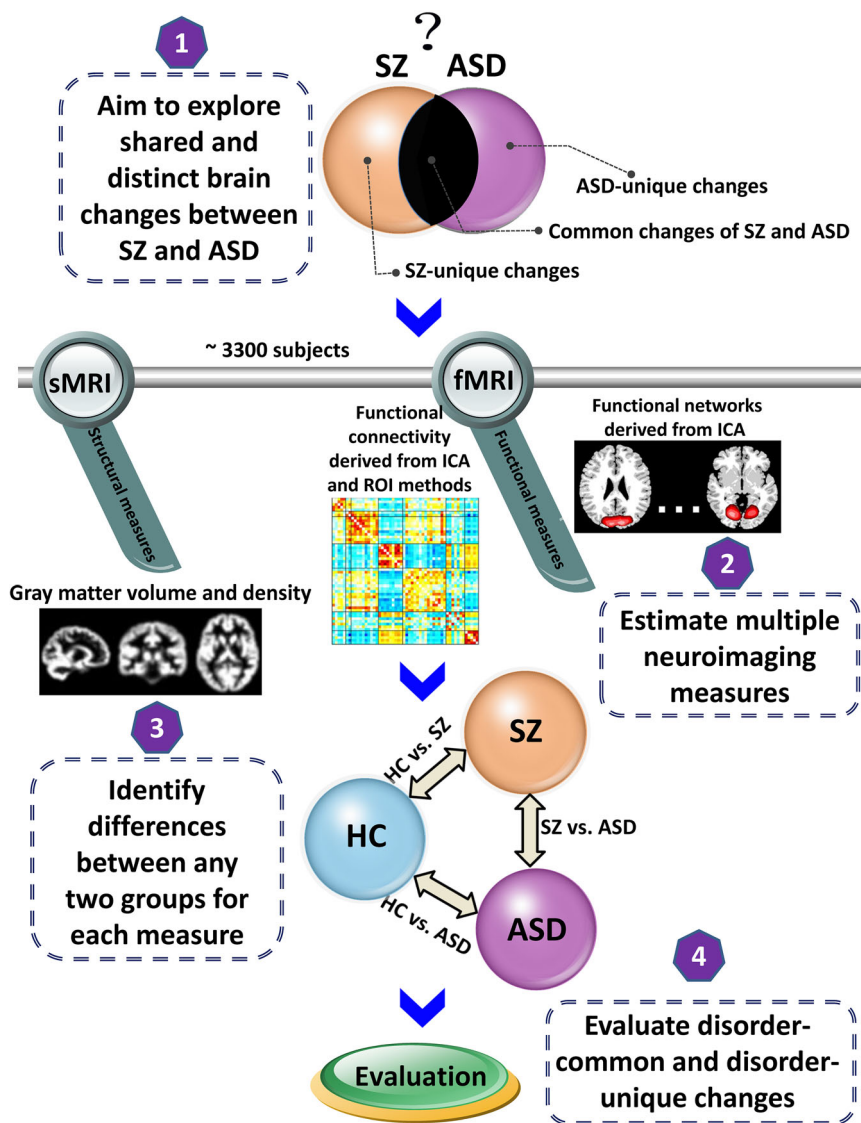 1
Aim to explore
shared and
distinct brain
changes between
SZ and ASD
?
SZ ASD
ASD-unique changes
Common changes of SZ and ASD
SZ-unique changes
~ 3300 subjects
sMRI
Structural measures
fMRI
Functional measures
Functional
connectivity
derived from ICA
and ROI methods
Functional networks
derived from ICA
...
2
Estimate multiple
neuroimaging
measures
Gray matter volume and density
3
Identify
differences
between any
two groups for
each measure
SZ
HC vs. SZ
HC
SZ vs. ASD
HC vs. ASD
ASD
4
Evaluate disorder-
common and disorder-
unique changes
Evaluation